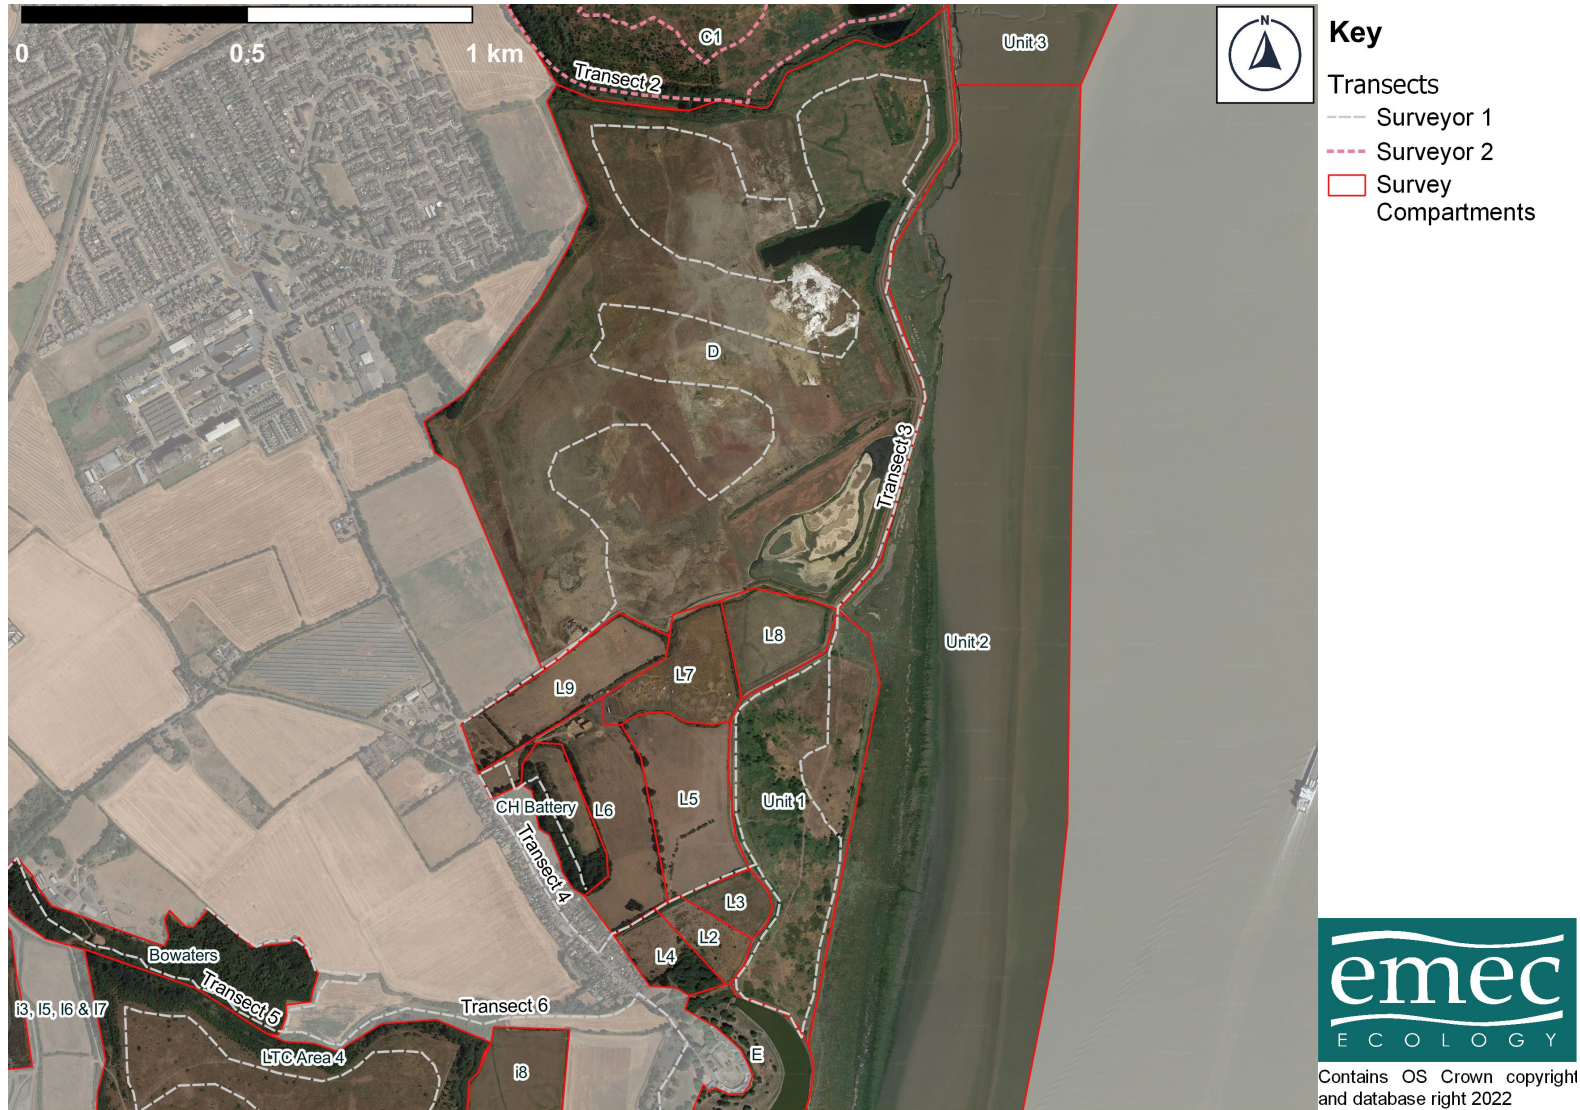 0
0.5
1 km
C1
Transect 2
Unit 3
N
Key
Transects
Surveyor 1
Surveyor 2
Survey
Compartments
D
Transect 3
L8
Unit 2
L7
L9
L5
Unit 1
CH Battery
L6
Transect 4
L3
L2
L4
Bowaters
Transect 5
i3, I5, I6 & I7
Transect 6
LTC Area 4
E
i8
emec
ECOLOGY
Contains OS Crown copyright
and database right 2022